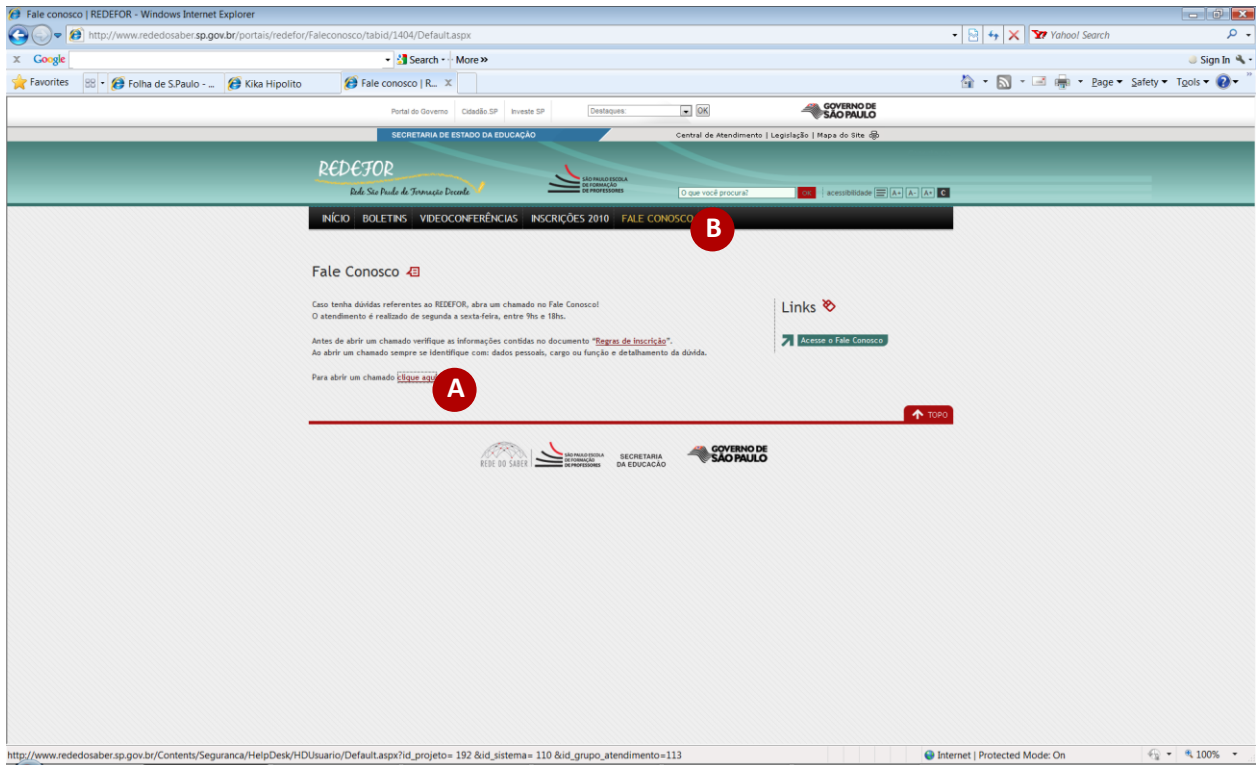 Fale conosco | REDEFOR - Windows Internet Explorer
http://www.rededosaber.sp.gov.br/portais/redefor/Faleconosco/tabid/1404/Default.aspx
Yahoo! Search
x Google
Search
More »
Sign In
Favorites
Folha de S.Paulo - ...
Kika Hipolito
Fale conosco | R...
Page
Safety
Tools
Portal do Governo
Cidadão.SP
Investe SP
Destaques:
OK
GOVERNO DE
SÃO PAULO
SECRETARIA DE ESTADO DA EDUCAÇÃO
Central de Atendimento | Legislação | Mapa do Site
REDEFOR
Rede São Paulo de Formação Docente
SÃO PAULO ESCOLA
DE FORMAÇÃO
DE PROFESSORES
O que você procura?
OK
acessibilidade
A+
A-
A+
C
INÍCIO BOLETINS VIDEOCONFERÊNCIAS INSCRIÇÕES 2010 FALE CONOSCO
B
Fale Conosco
Caso tenha dúvidas referentes ao REDEFOR, abra um chamado no Fale Conosco!
O atendimento é realizado de segunda a sexta-feira, entre 9hs e 18hs.
Antes de abrir um chamado verifique as informações contidas no documento “Regras de inscrição”.
Ao abrir um chamado sempre se identifique com: dados pessoais, cargo ou função e detalhamento da dúvida.
Para abrir um chamado clique aqui
A
Links
Acesse o Fale Conosco
TOPO
REDE DO SABER
SÃO PAULO ESCOLA
DE FORMAÇÃO
DE PROFESSORES
SECRETARIA
DA EDUCAÇÃO
GOVERNO DE
SÃO PAULO
http://www.rededosaber.sp.gov.br/Contents/Seguranca/HelpDesk/HDUsuario/Default.aspx?id_projeto= 192 &id_sistema= 110 &id_grupo_atendimento=113
Internet | Protected Mode: On
100%